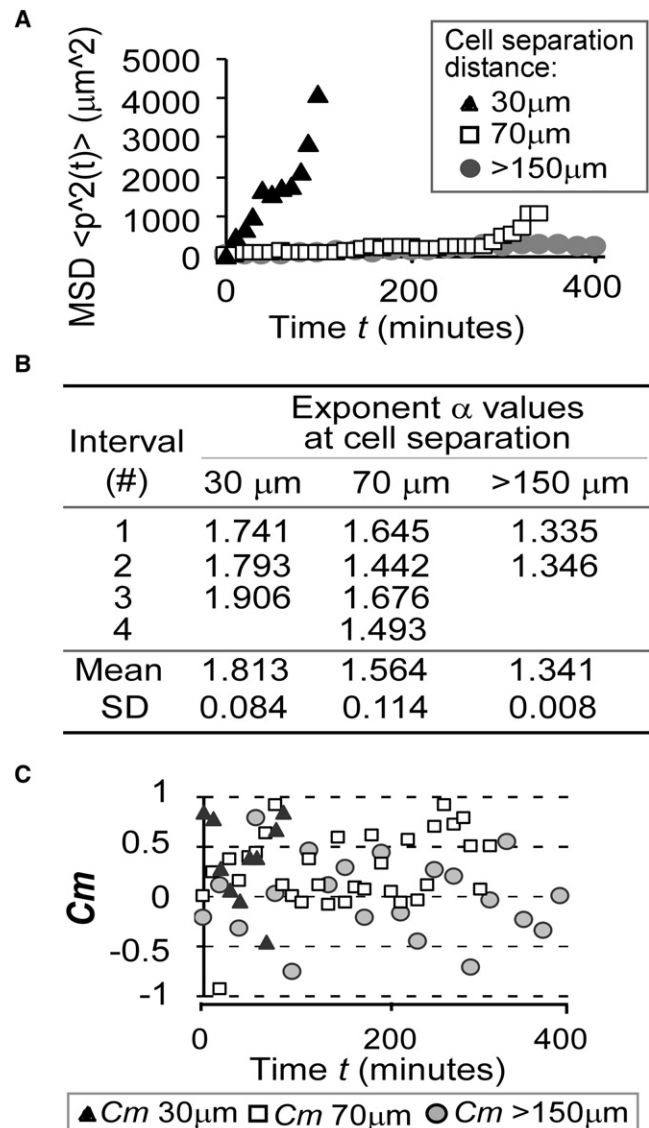 A
MSD <p^2(t)> (μm^2)
5000
4000
3000
2000
1000
0
0 200 400
Time t (minutes)
Cell separation
distance:
30μm
70μm
>150μm
B
Interval
(#)
Exponent α values
at cell separation
30 μm 70 μm >150 μm
1 1.741 1.645 1.335
2 1.793 1.442 1.346
3 1.906 1.676
4 1.493
Mean 1.813 1.564 1.341
SD 0.084 0.114 0.008
C
Cm
1
0.5
0
-0.5
-1
0 200 400
Time t (minutes)
Cm 30μm Cm 70μm Cm >150μm